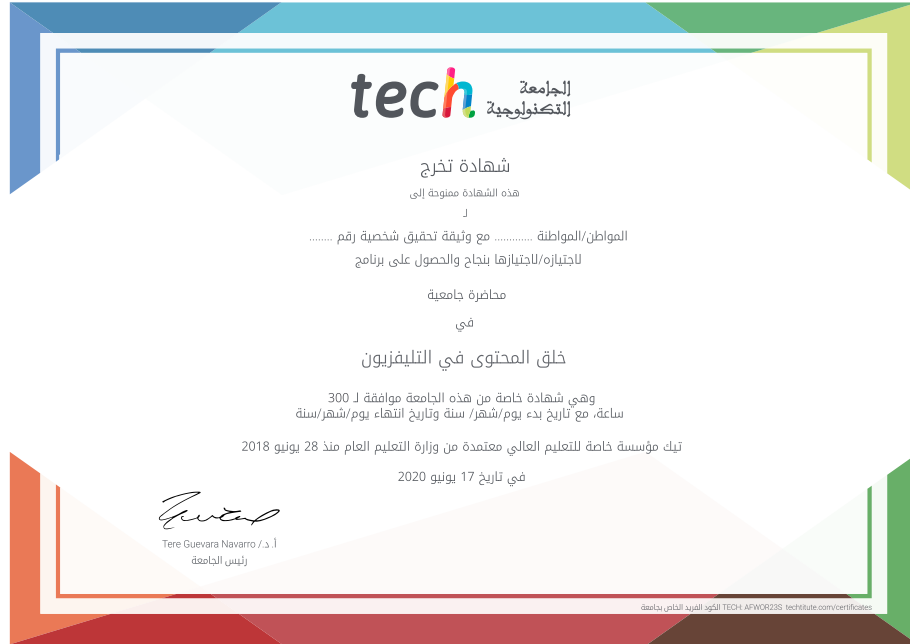 tech الجامعة
التكنولوجية
شهادة تخرج
هذه الشهادة ممنوحة إلى
لـ
المواطن/المواطنة ............. مع وثيقة تحقيق شخصية رقم ........
لاجتيازه/لاجتيازها بنجاح والحصول على برنامج
محاضرة جامعية
في
خلق المحتوى في التليفزيون
وهي شهادة خاصة من هذه الجامعة موافقة لـ 300
ساعة، مع تاريخ بدء يوم/شهر/ سنة وتاريخ انتهاء يوم/شهر/سنة
تيك مؤسسة خاصة للتعليم العالي معتمدة من وزارة التعليم العام منذ 28 يونيو 2018
في تاريخ 17 يونيو 2020
أ.د./ Tere Guevara Navarro
رئيس الجامعة
الكود الفريد الخاص بجامعة TECH: AFWOR23S techtitute.com/certificates